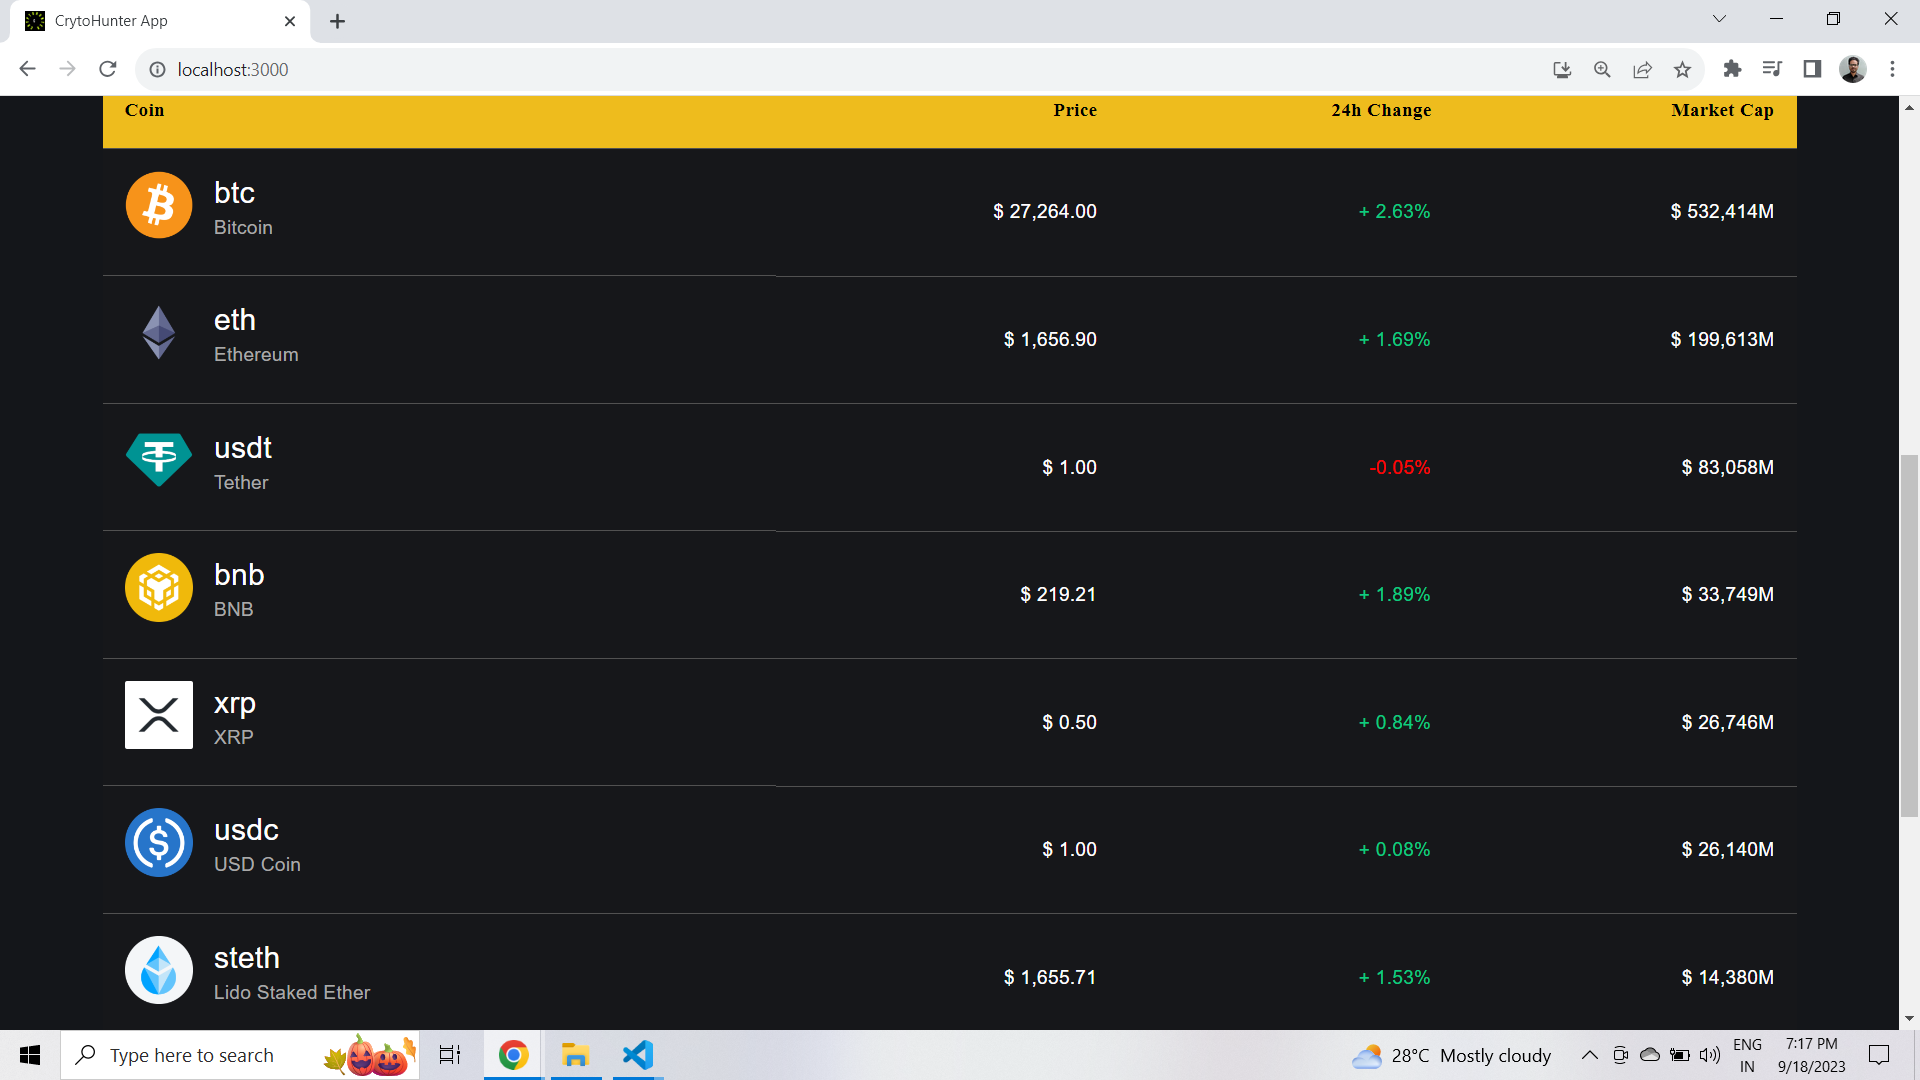 CrytoHunter App
localhost:3000
Coin Price 24h Change Market Cap
btc
Bitcoin
$ 27,264.00 + 2.63% $ 532,414M
eth
Ethereum
$ 1,656.90 + 1.69% $ 199,613M
usdt
Tether
$ 1.00 -0.05% $ 83,058M
bnb
BNB
$ 219.21 + 1.89% $ 33,749M
xrp
XRP
$ 0.50 + 0.84% $ 26,746M
usdc
USD Coin
$ 1.00 + 0.08% $ 26,140M
steth
Lido Staked Ether
$ 1,655.71 + 1.53% $ 14,380M
Type here to search
28°C Mostly cloudy
ENG
IN
7:17 PM
9/18/2023